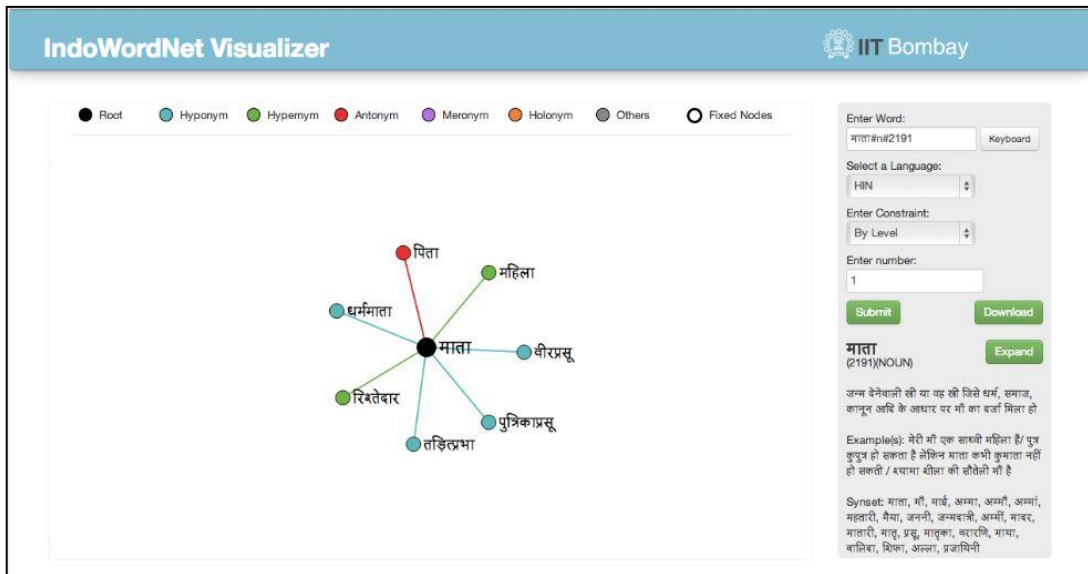 IndoWordNet Visualizer
IIT Bombay
Root Hyponym Hypernym Antonym Meronym Holonym Others Fixed Nodes
पिता
महिला
धर्ममाता
माता
वीरप्रसू
रिश्तेदार
पुत्रिकाप्रसू
तड़ित्प्रभा
Enter Word:
माता#n#2191 Keyboard
Select a Language:
HIN
Enter Constraint:
By Level
Enter number:
1
Submit Download
माता Expand
(2191)(NOUN)
जन्म देनेवाली स्त्री या वह स्त्री जिसे धर्म, समाज,
कानून आदि के आधार पर माँ का दर्जा मिला हो
Example(s): मेरी माँ एक साध्वी महिला हैं/ पुत्र
कुपुत्र हो सकता है लेकिन माता कभी कुमाता नहीं
हो सकती / श्यामा शीला की सौतेली माँ है
Synset: माता, माँ, माई, अम्मा, अम्माँ, अम्मां,
महतारी, मैया, जननी, जन्मदात्री, अम्मीं, मादर,
मातारी, मातृ, प्रसू, मातृका, वरारणि, माया,
वालिदा, शिफा, अल्ला, प्रजायिनी